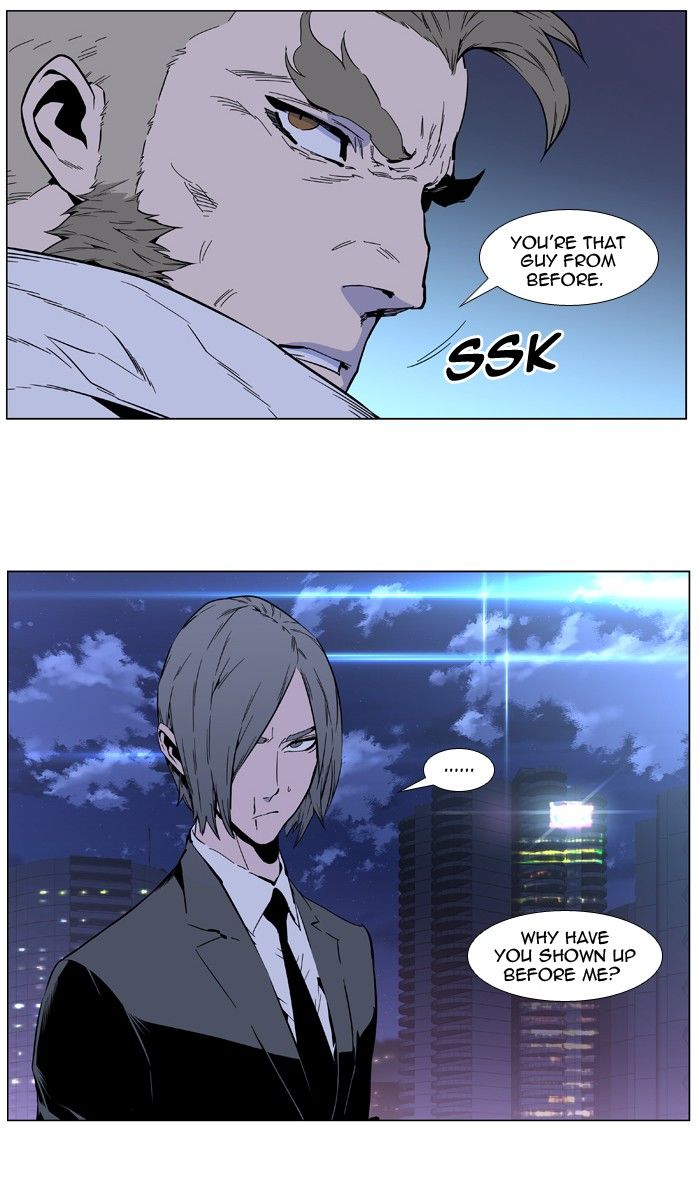 YOU'RE THAT
GUY FROM
BEFORE.
SSK
......
WHY HAVE
YOU SHOWN UP
BEFORE ME?